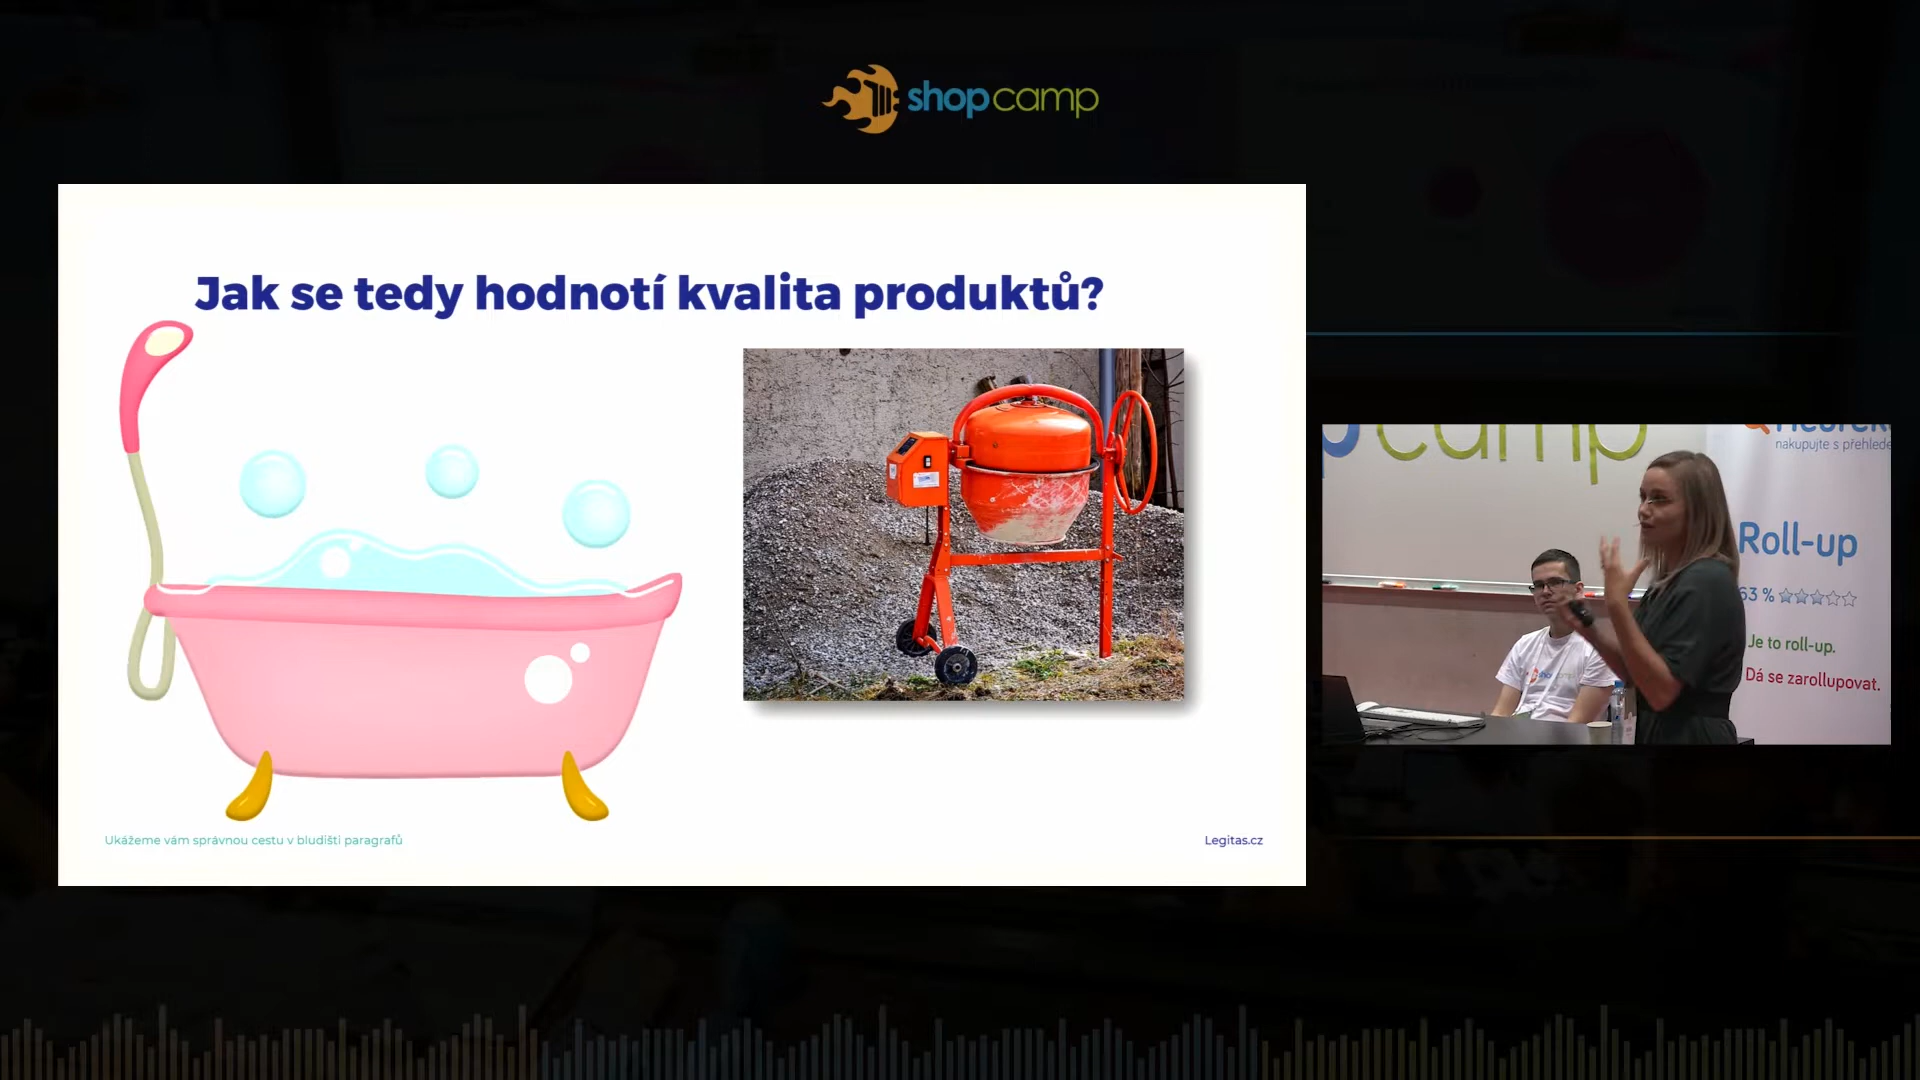 shopcamp
Jak se tedy hodnotí kvalita produktů?
Ukážeme vám správnou cestu v bludišti paragrafů
Legitas.cz
camp
nakupujte s přehlede
Roll-up
63 %
Je to roll-up.
Dá se zarollupovat.